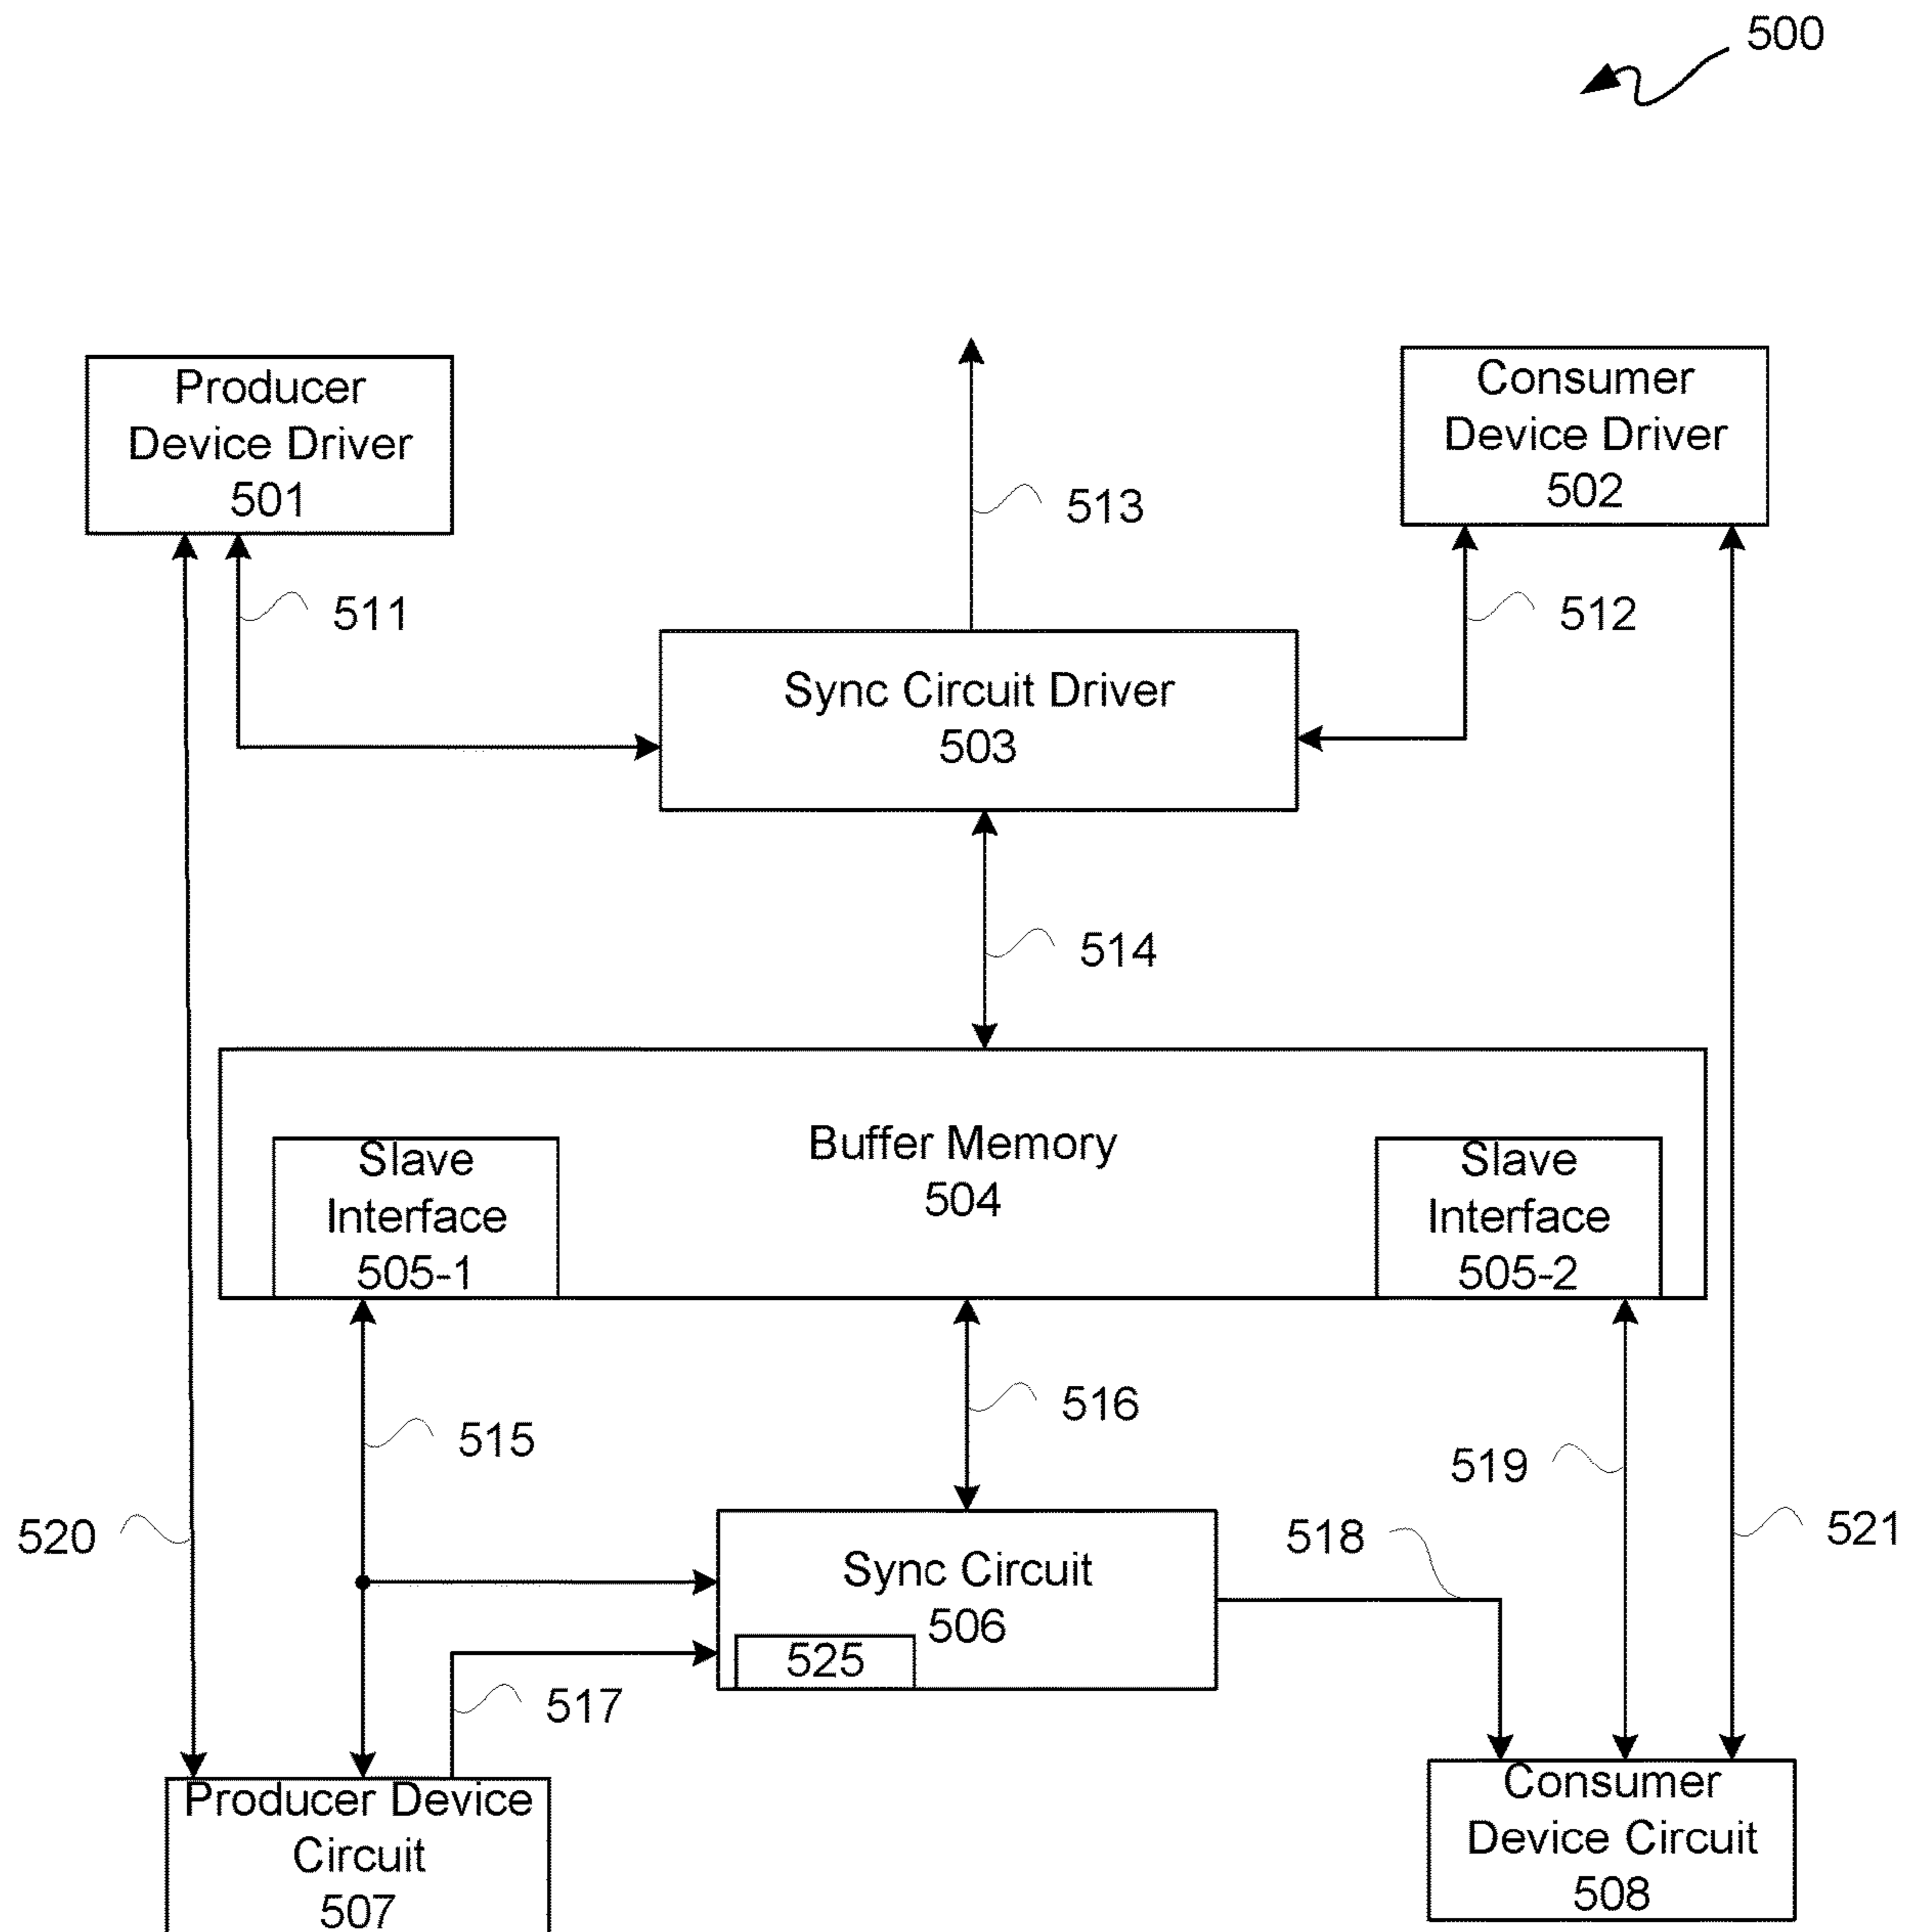 500
Producer
Device Driver
501
Consumer
Device Driver
502
513
511
512
Sync Circuit Driver
503
514
Buffer Memory
504
Slave
Interface
505-1
Slave
Interface
505-2
515
516
519
520
518
521
Sync Circuit
506
525
517
Producer Device
Circuit
507
Consumer
Device Circuit
508